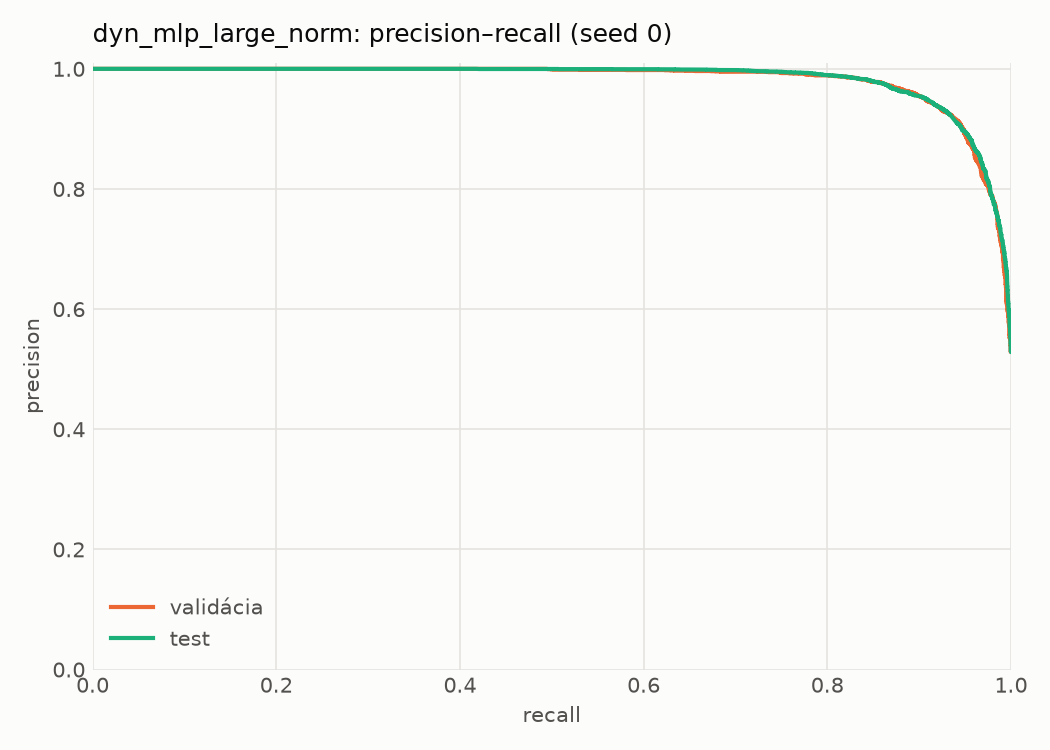 dyn_mlp_large_norm: precision–recall (seed 0)
1.0
0.8
0.6
0.4
0.2
0.0
precision
validácia
test
0.0 0.2 0.4 0.6 0.8 1.0
recall